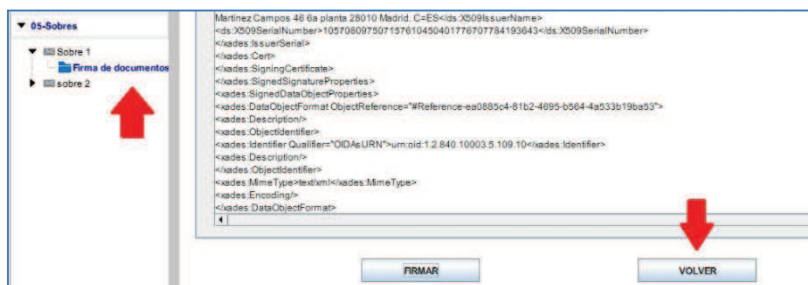 05-Sobres
Sobre 1
Firma de documentos
sobre 2
Martinez Campos 46 6a planta 28010 Madrid. C=ES</ds:X509IssuerName>
<ds:X509SerialNumber>105708097507157610450401776707784193643</ds:X509SerialNumber>
</xades:IssuerSerial>
</xades:Cert>
</xades:SigningCertificate>
</xades:SignedSignatureProperties>
<xades:SignedDataObjectProperties>
<xades:DataObjectFormat ObjectReference="#Reference-ea0885c4-81b2-4695-b564-4a533b19ba53">
<xades:Description/>
<xades:ObjectIdentifier>
<xades:Identifier Qualifier="OIDAsURN">urn:oid:1.2.840.10003.5.109.10</xades:Identifier>
<xades:Description/>
</xades:ObjectIdentifier>
<xades:MimeType>text/xml</xades:MimeType>
<xades:Encoding/>
</xades:DataObjectFormat>
FIRMAR
VOLVER